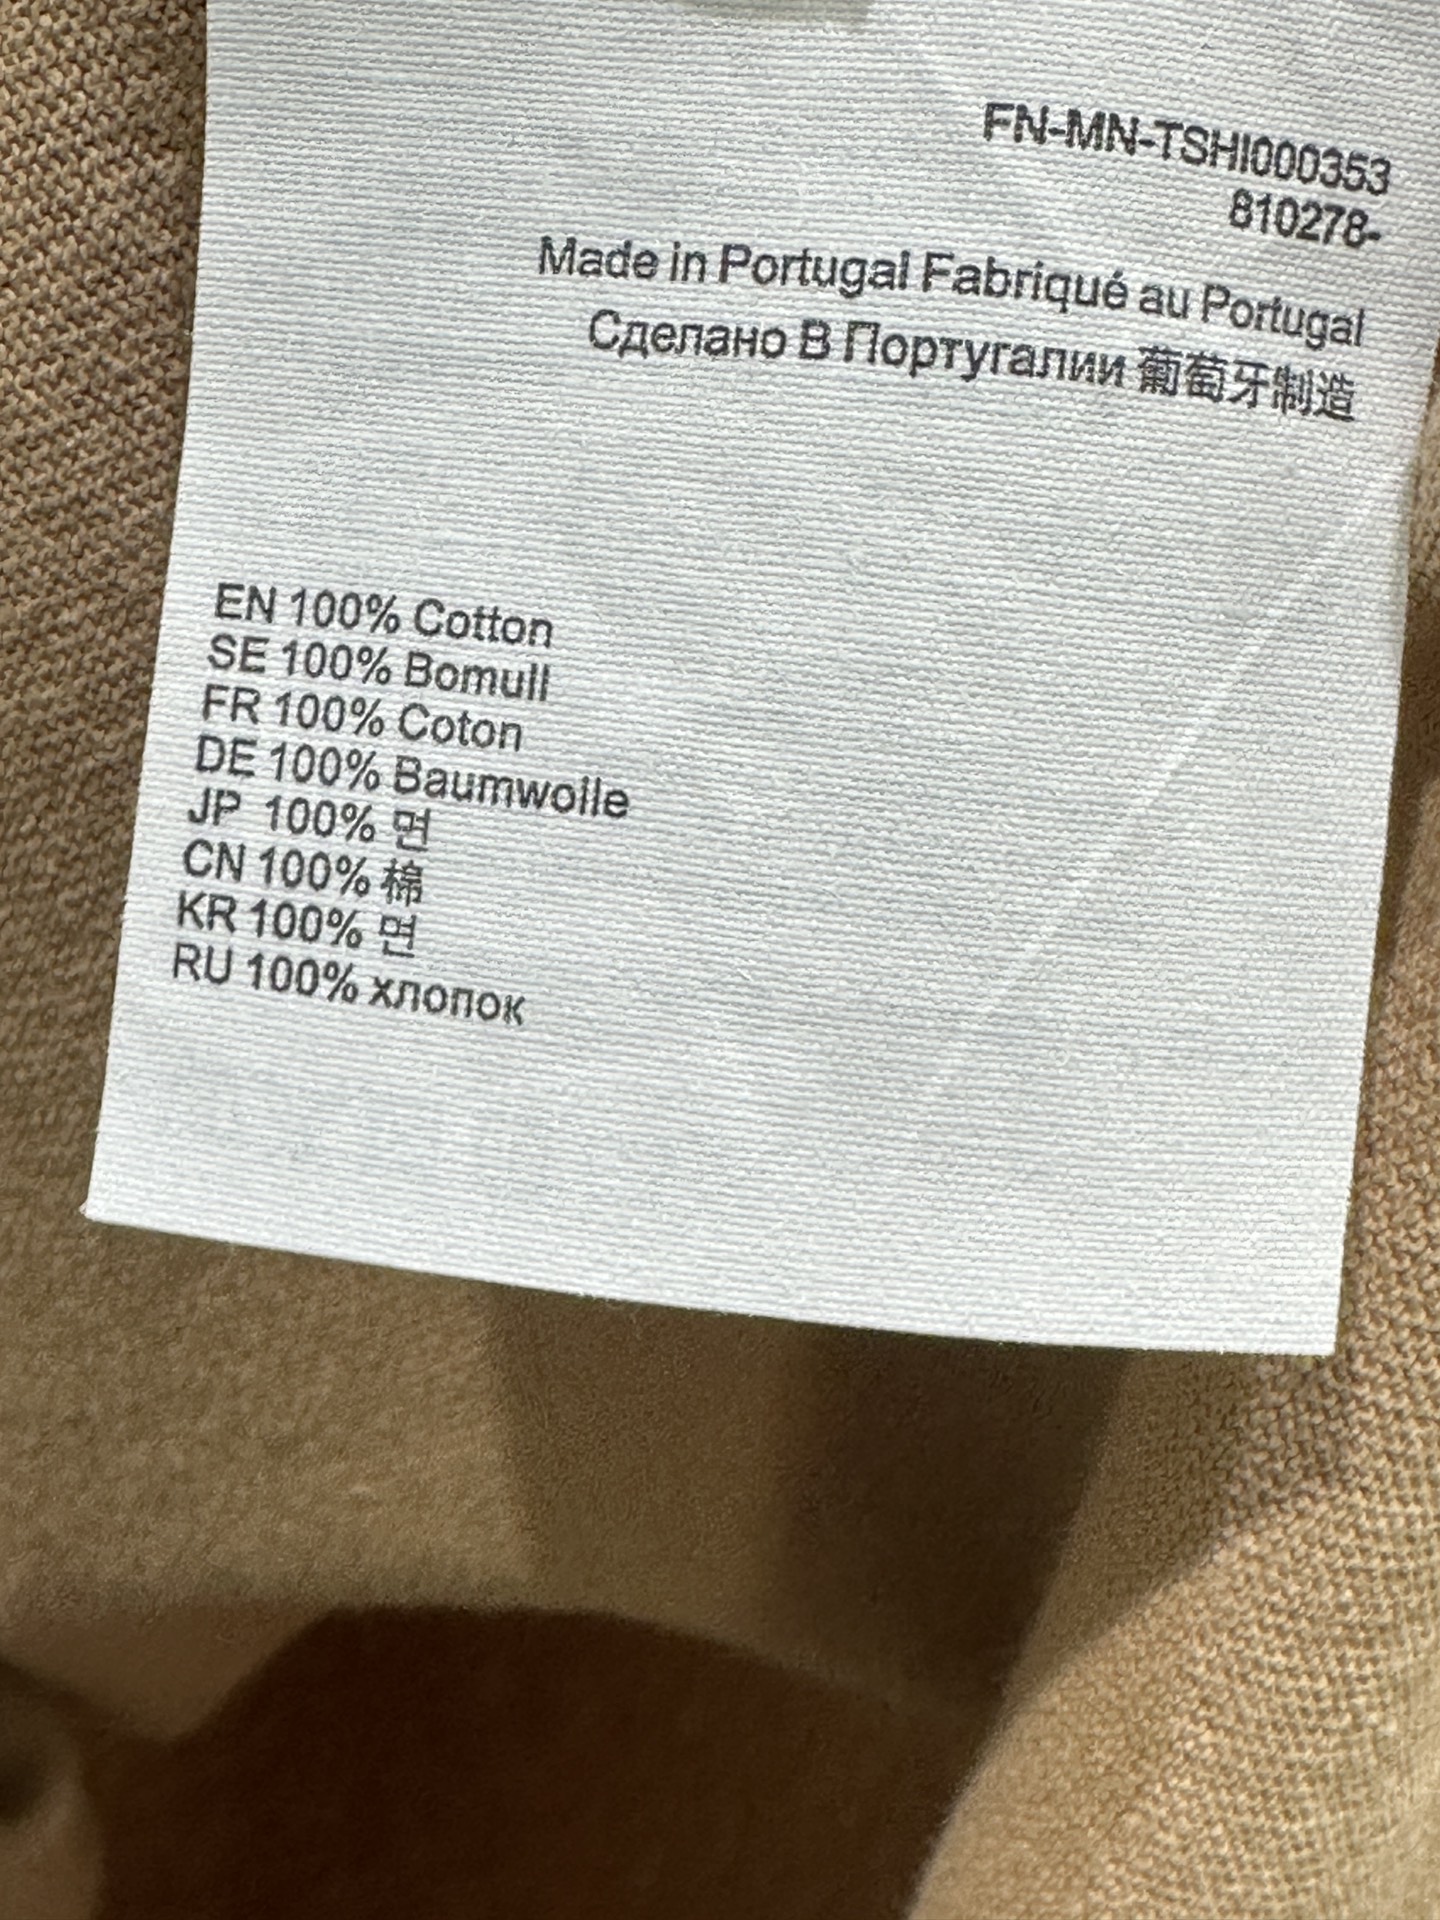 FN-MN-TSHI000353
810278-
Made in Portugal Fabriqué au Portugal
Сделано В Португалии 葡萄牙制造
EN 100% Cotton
SE 100% Bomull
FR 100% Coton
DE 100% Baumwolle
JP 100% 면
CN 100% 棉
KR 100% 면
RU 100% хлопок